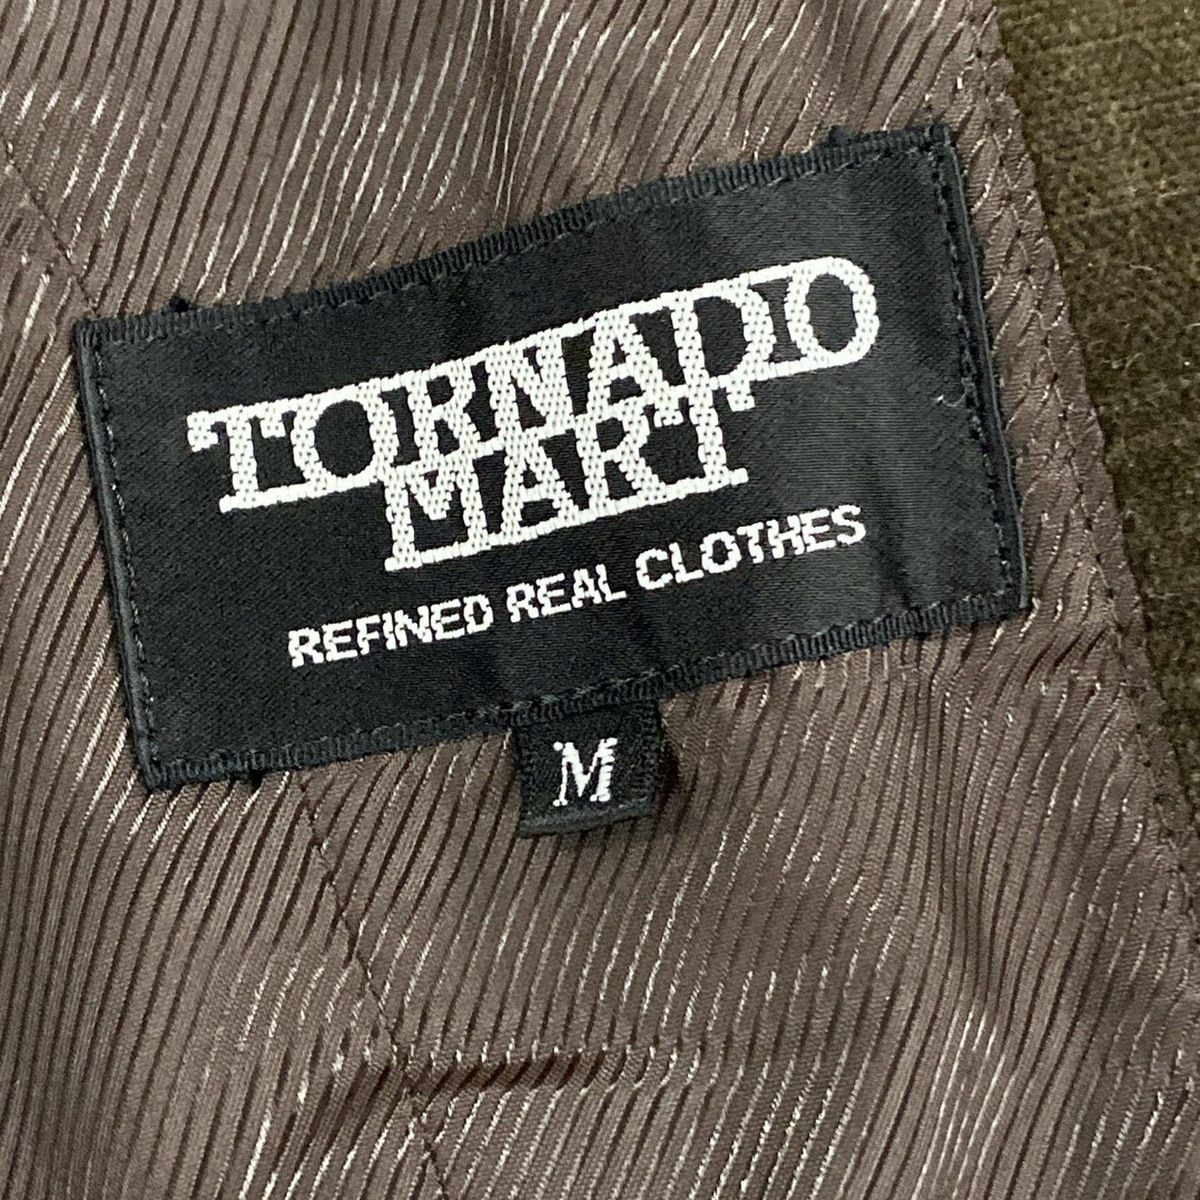 TORNADO
MART
REFINED REAL CLOTHES
M